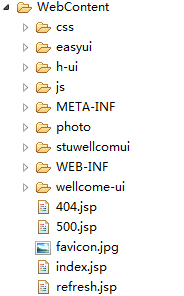 WebContent
css
easyui
h-ui
js
META-INF
photo
stuwellcomui
WEB-INF
wellcome-ui
404.jsp
500.jsp
favicon.jpg
index.jsp
refresh.jsp